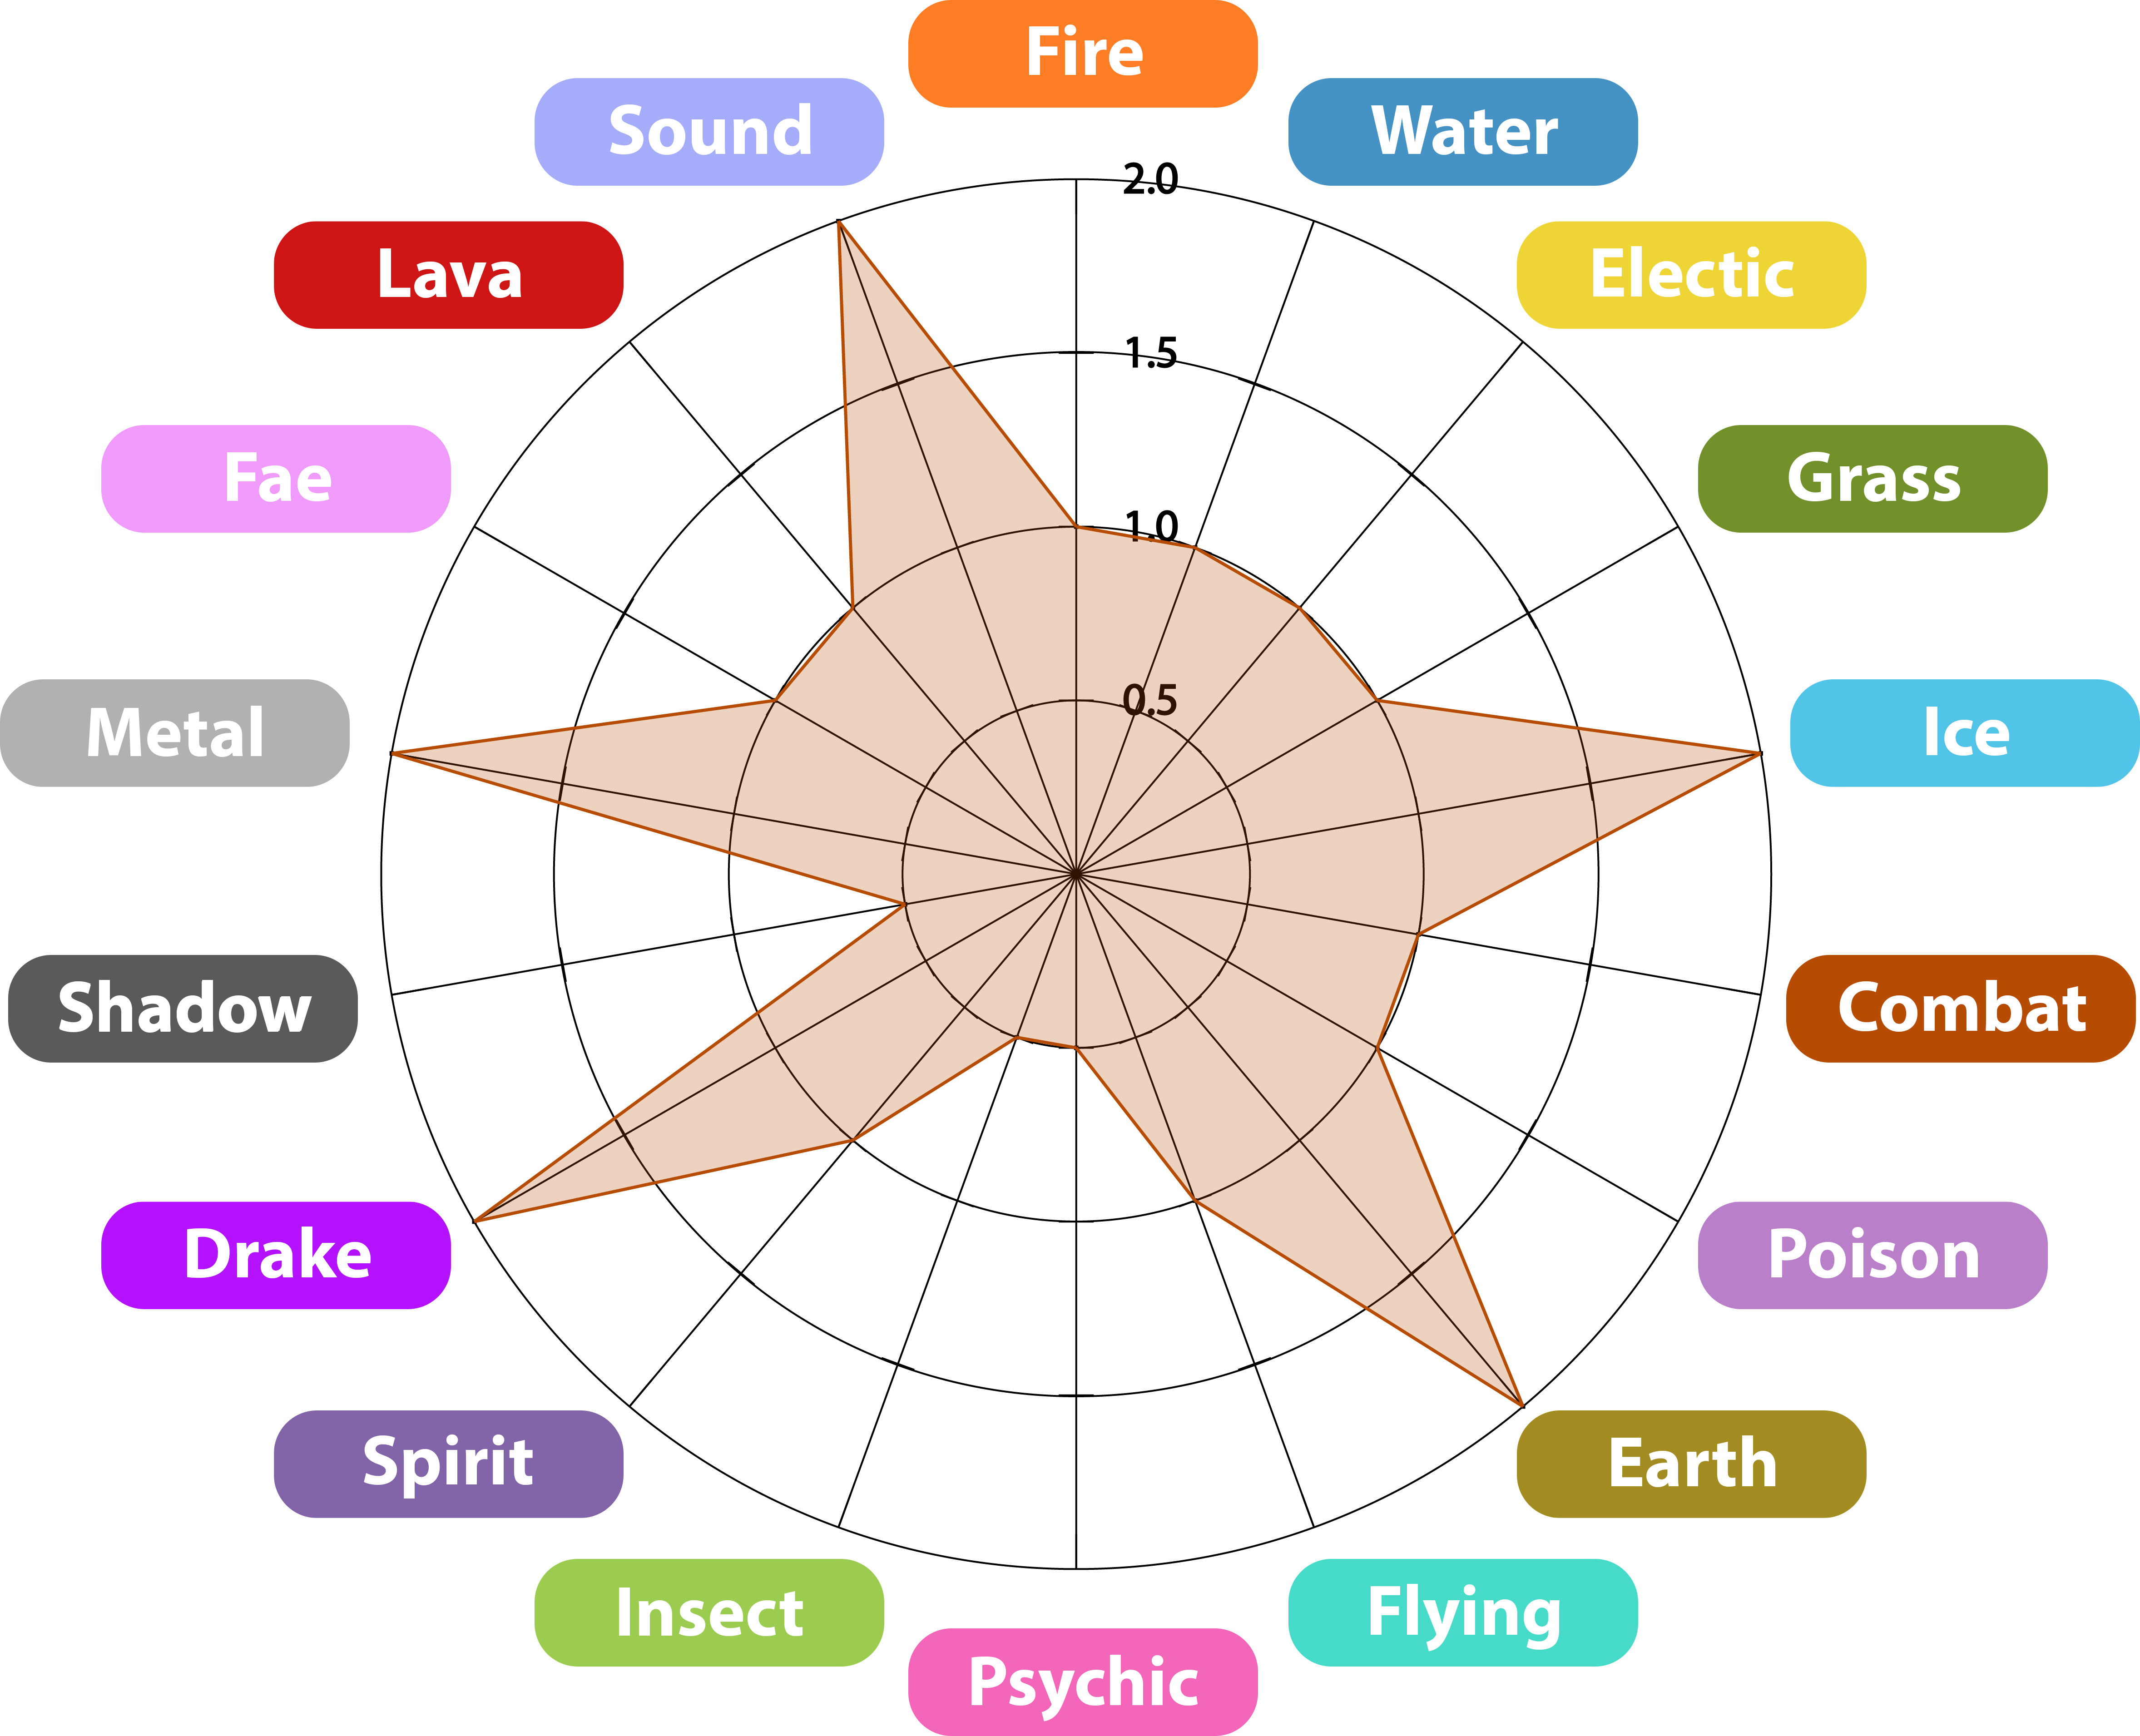 Fire
Sound
Water
2.0
Lava
Electic
1.5
Fae
Grass
1.0
0.5
Metal
Ice
Shadow
Combat
Drake
Poison
Spirit
Earth
Insect
Flying
Psychic